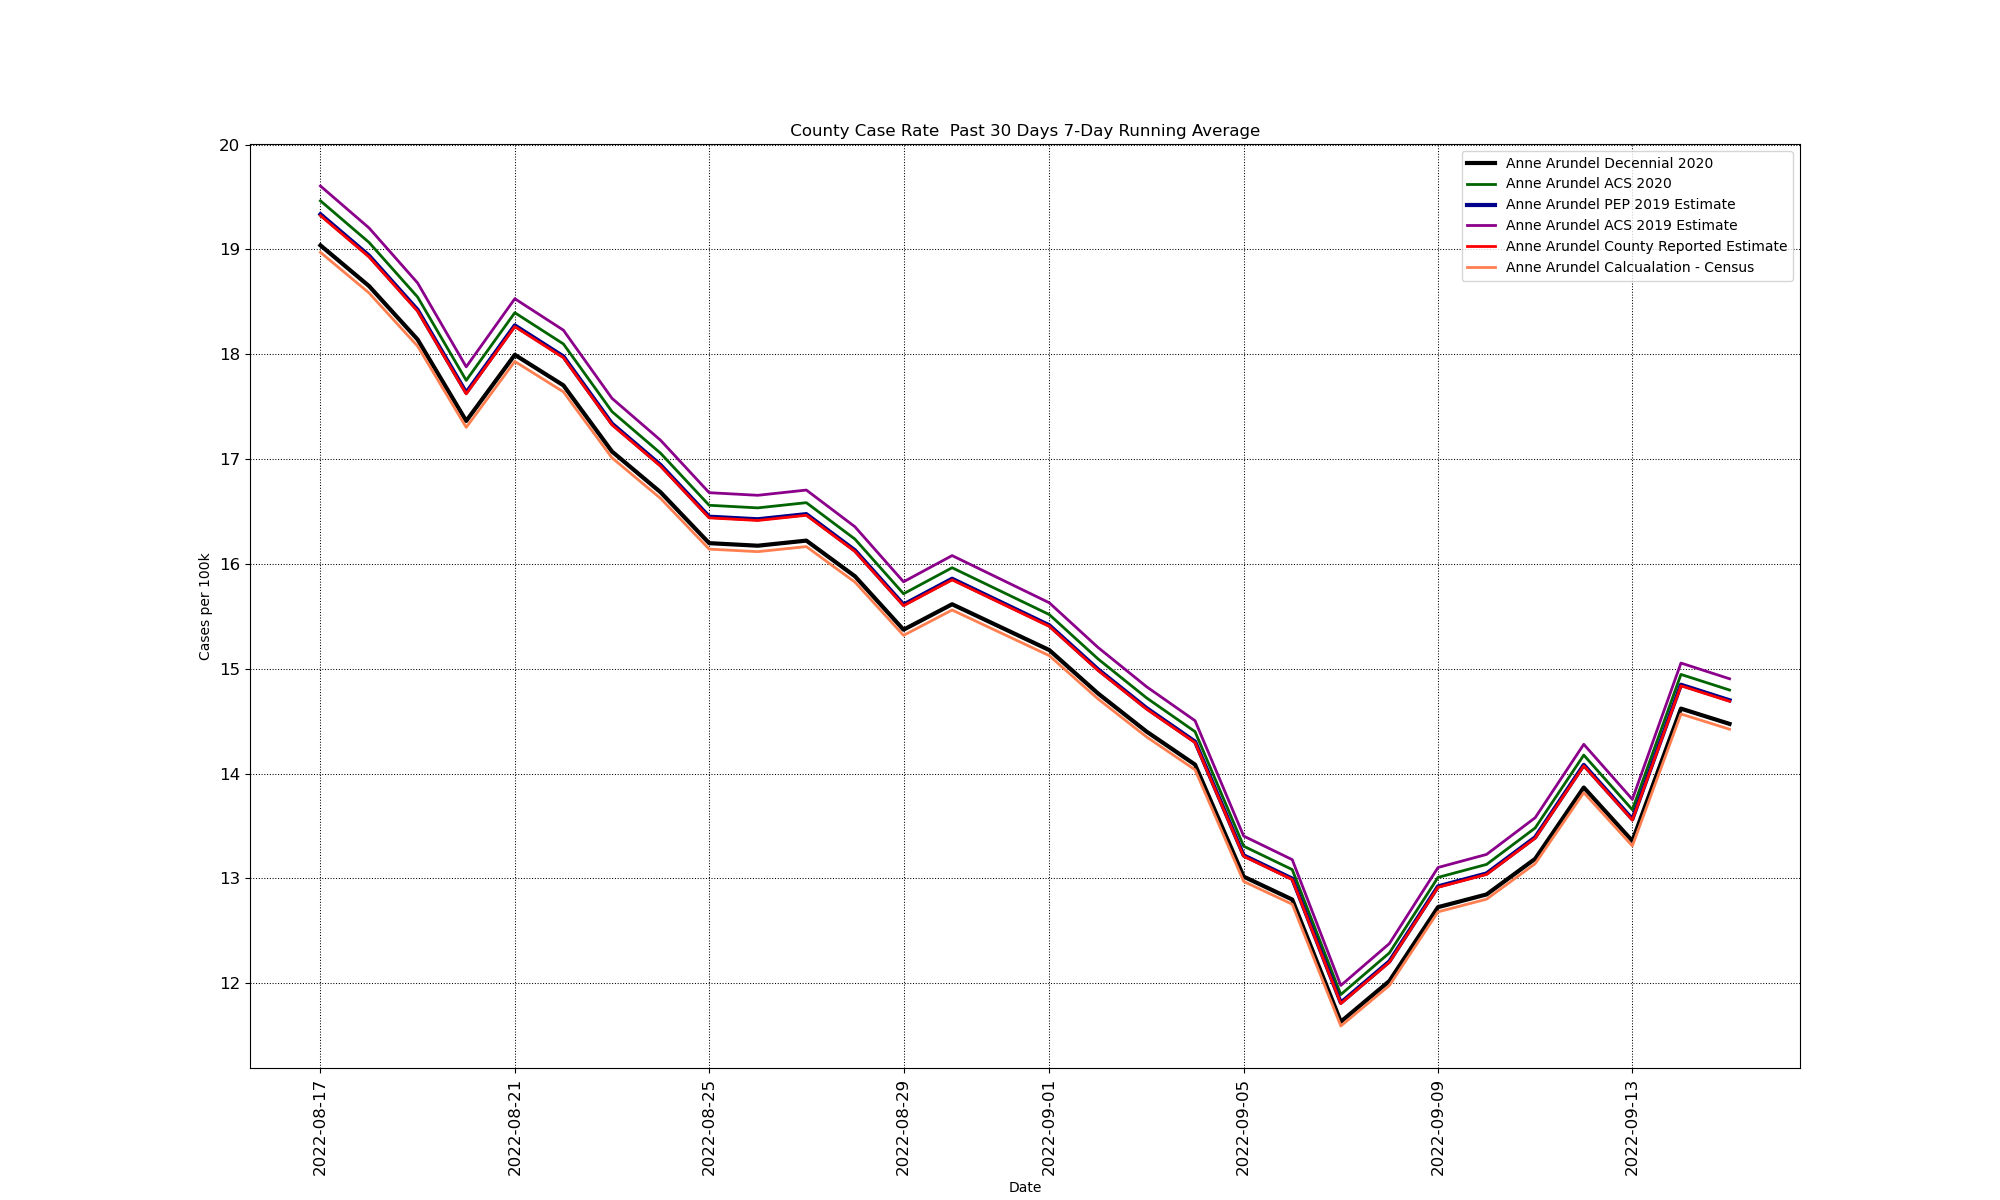 County Case Rate  Past 30 Days 7-Day Running Average
20
19
18
17
16
15
14
13
12
Cases per 100k
Anne Arundel Decennial 2020
Anne Arundel ACS 2020
Anne Arundel PEP 2019 Estimate
Anne Arundel ACS 2019 Estimate
Anne Arundel County Reported Estimate
Anne Arundel Calcualation - Census
2022-08-17
2022-08-21
2022-08-25
2022-08-29
2022-09-01
2022-09-05
2022-09-09
2022-09-13
Date